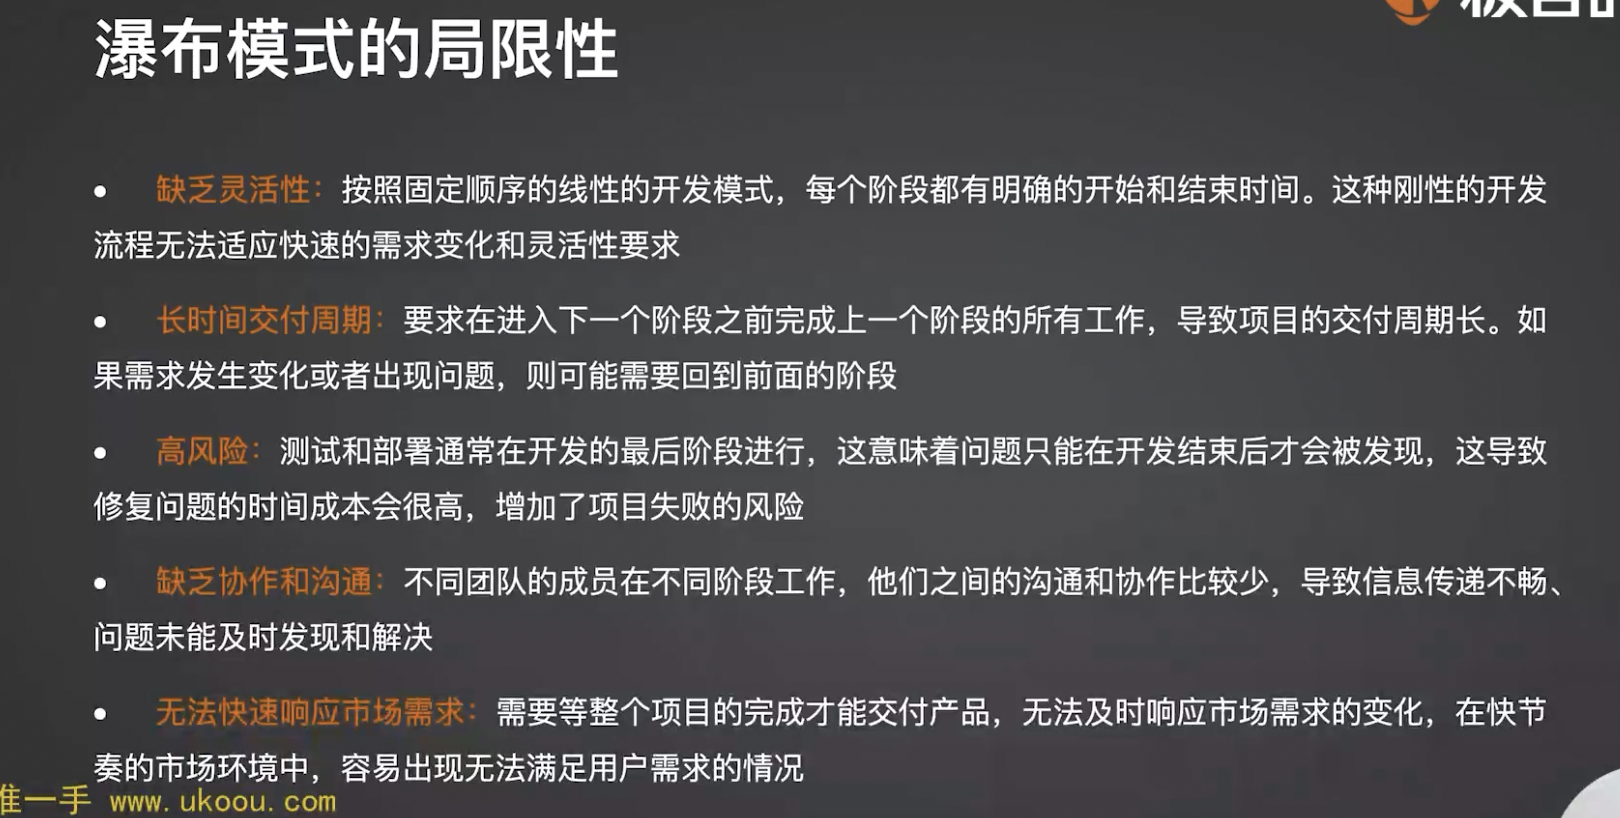 瀑布模式的局限性
• 缺乏灵活性：按照固定顺序的线性的开发模式，每个阶段都有明确的开始和结束时间。这种刚性的开发
流程无法适应快速的需求变化和灵活性要求
• 长时间交付周期：要求在进入下一个阶段之前完成上一个阶段的所有工作，导致项目的交付周期长。如
果需求发生变化或者出现问题，则可能需要回到前面的阶段
• 高风险：测试和部署通常在开发的最后阶段进行，这意味着问题只能在开发结束后才会被发现，这导致
修复问题的时间成本会很高，增加了项目失败的风险
• 缺乏协作和沟通：不同团队的成员在不同阶段工作，他们之间的沟通和协作比较少，导致信息传递不畅、
问题未能及时发现和解决
• 无法快速响应市场需求：需要等整个项目的完成才能交付产品，无法及时响应市场需求的变化，在快节
奏的市场环境中，容易出现无法满足用户需求的情况
一手 www.ukoou.com